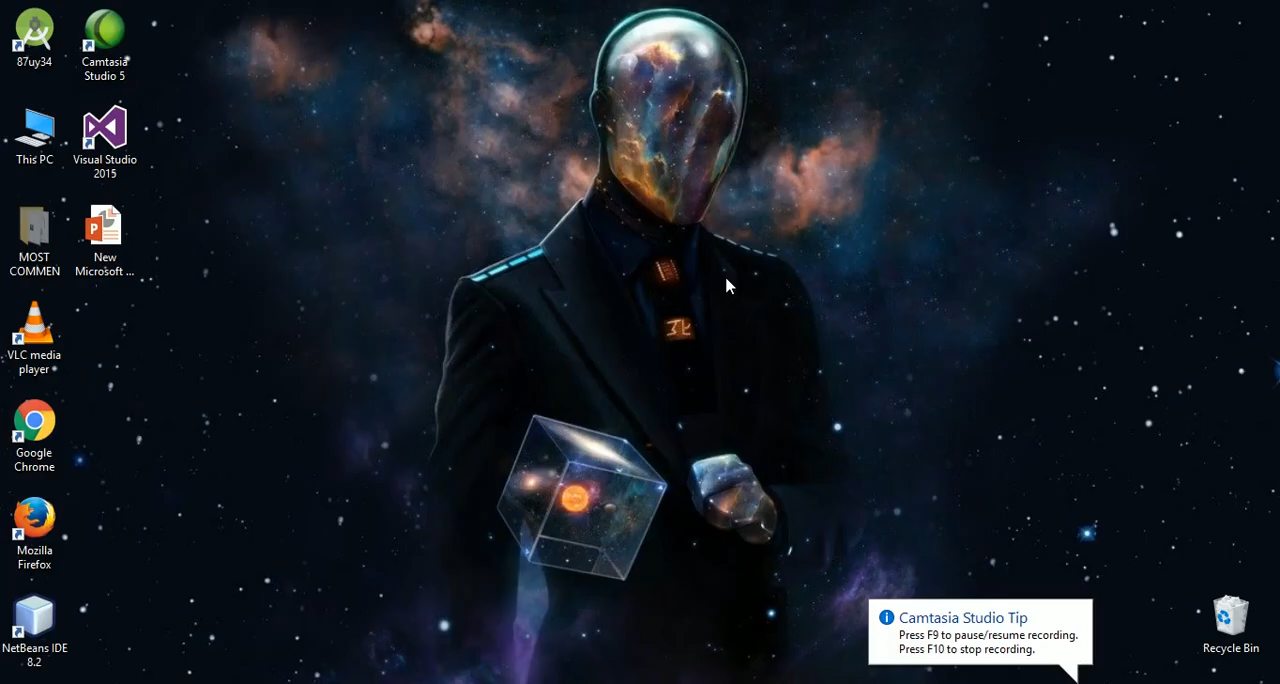 87uy34
Camtasia
Studio 5
This PC
Visual Studio
2015
MOST
COMMEN
New
Microsoft ...
VLC media
player
Google
Chrome
Mozilla
Firefox
NetBeans IDE
8.2
Camtasia Studio Tip
Press F9 to pause/resume recording.
Press F10 to stop recording.
Recycle Bin